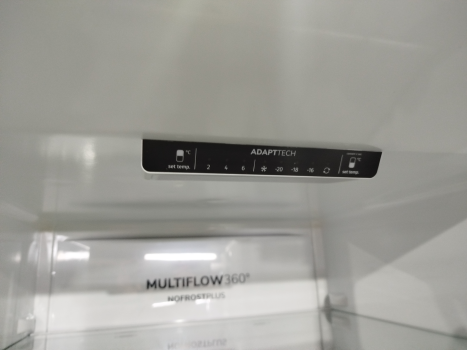 ADAPTTECH
°C
set temp.
2 4 6 -20 -18 -16
°C
set temp.
MULTIFLOW360°
NOFROSTPLUS